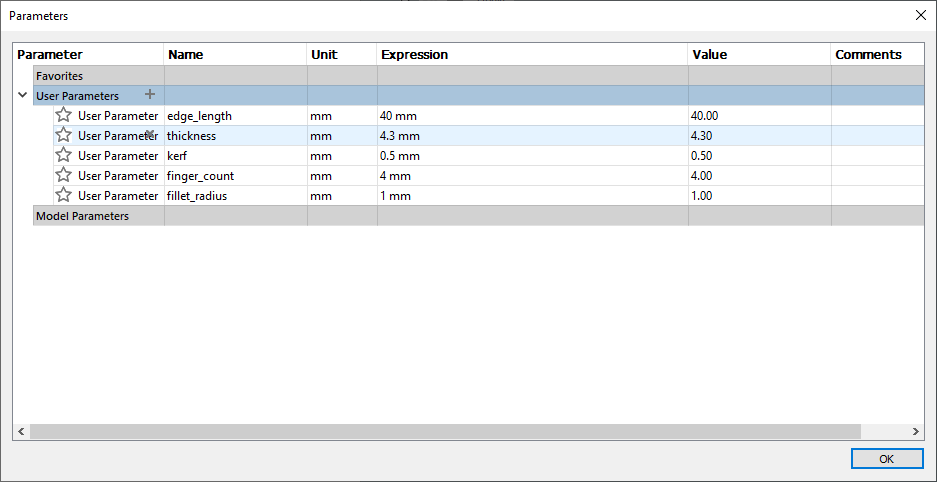 Parameters
Parameter Name Unit Expression Value Comments
Favorites
User Parameters
User Parameter edge_length mm 40 mm 40.00
User Parameter thickness mm 4.3 mm 4.30
User Parameter kerf mm 0.5 mm 0.50
User Parameter finger_count mm 4 mm 4.00
User Parameter fillet_radius mm 1 mm 1.00
Model Parameters
OK